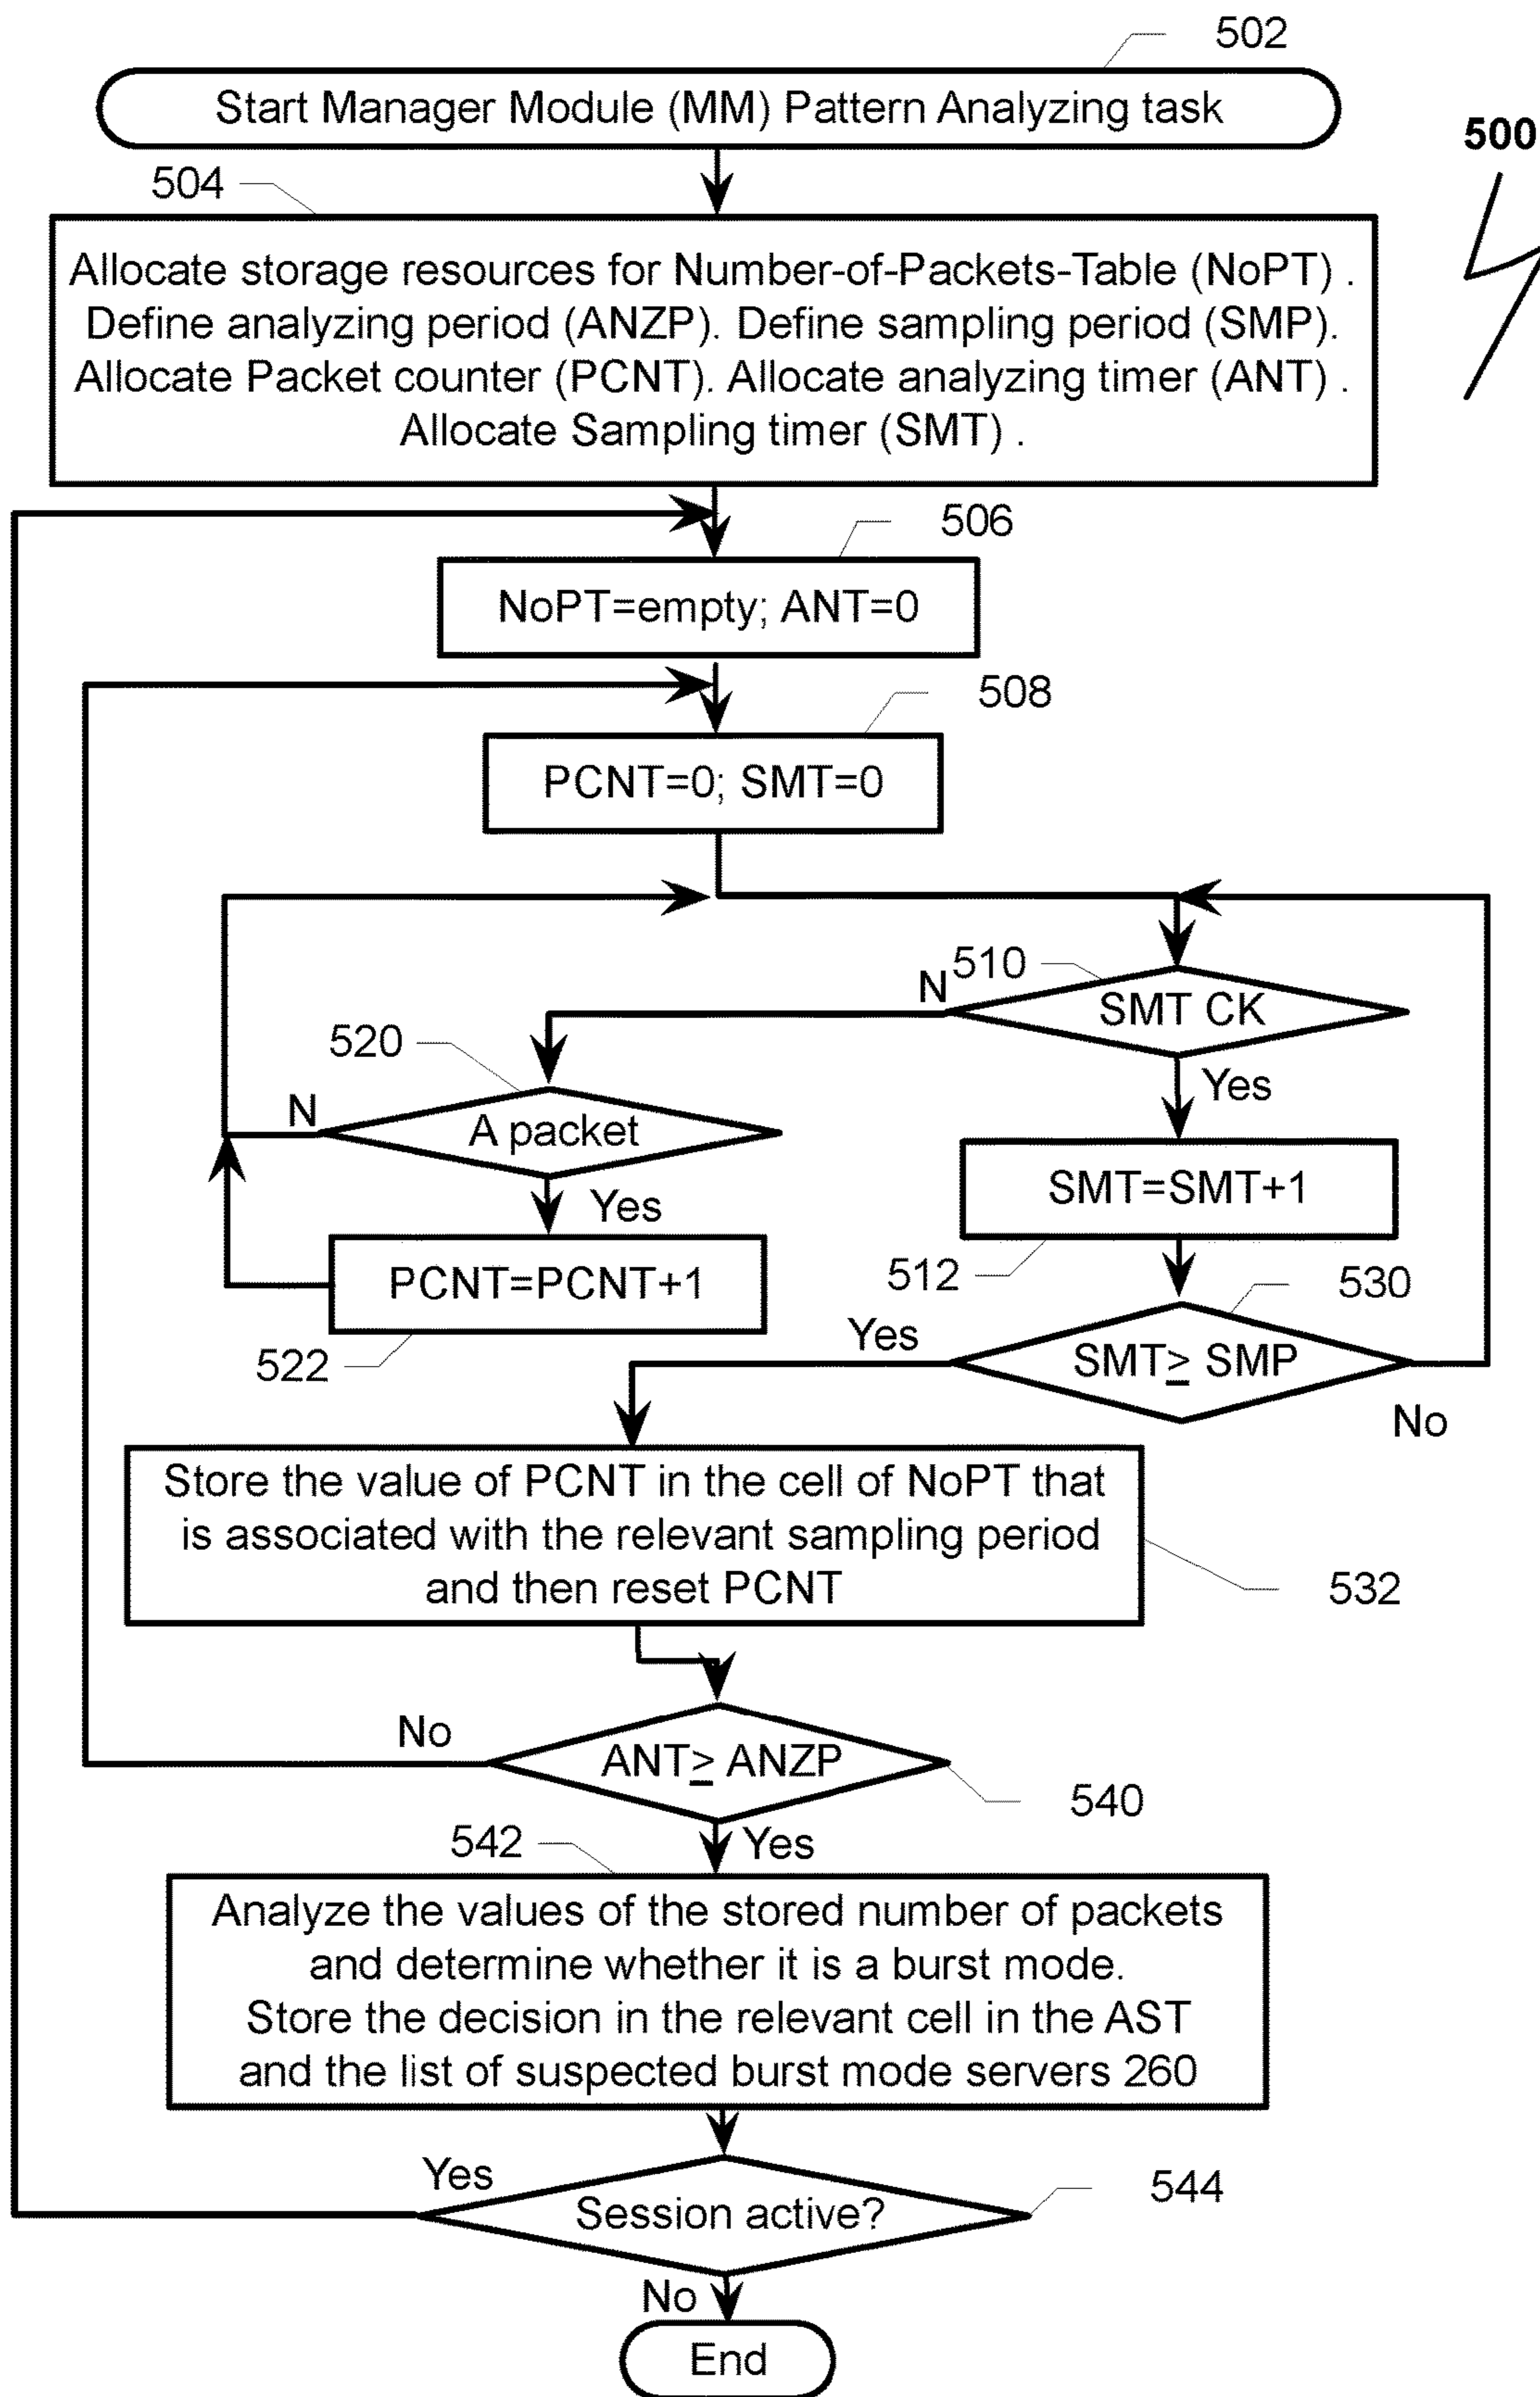 502
Start Manager Module (MM) Pattern Analyzing task
500
504
Allocate storage resources for Number-of-Packets-Table (NoPT) .
Define analyzing period (ANZP). Define sampling period (SMP).
Allocate Packet counter (PCNT). Allocate analyzing timer (ANT) .
Allocate Sampling timer (SMT) .
506
NoPT=empty; ANT=0
508
PCNT=0; SMT=0
510
N
SMT CK
520
Yes
N
A packet
Yes
SMT=SMT+1
PCNT=PCNT+1
512
530
522
Yes
SMT≥ SMP
No
Store the value of PCNT in the cell of NoPT that
is associated with the relevant sampling period
and then reset PCNT
532
No
ANT≥ ANZP
540
542
Yes
Analyze the values of the stored number of packets
and determine whether it is a burst mode.
Store the decision in the relevant cell in the AST
and the list of suspected burst mode servers 260
Yes
544
Session active?
No
End